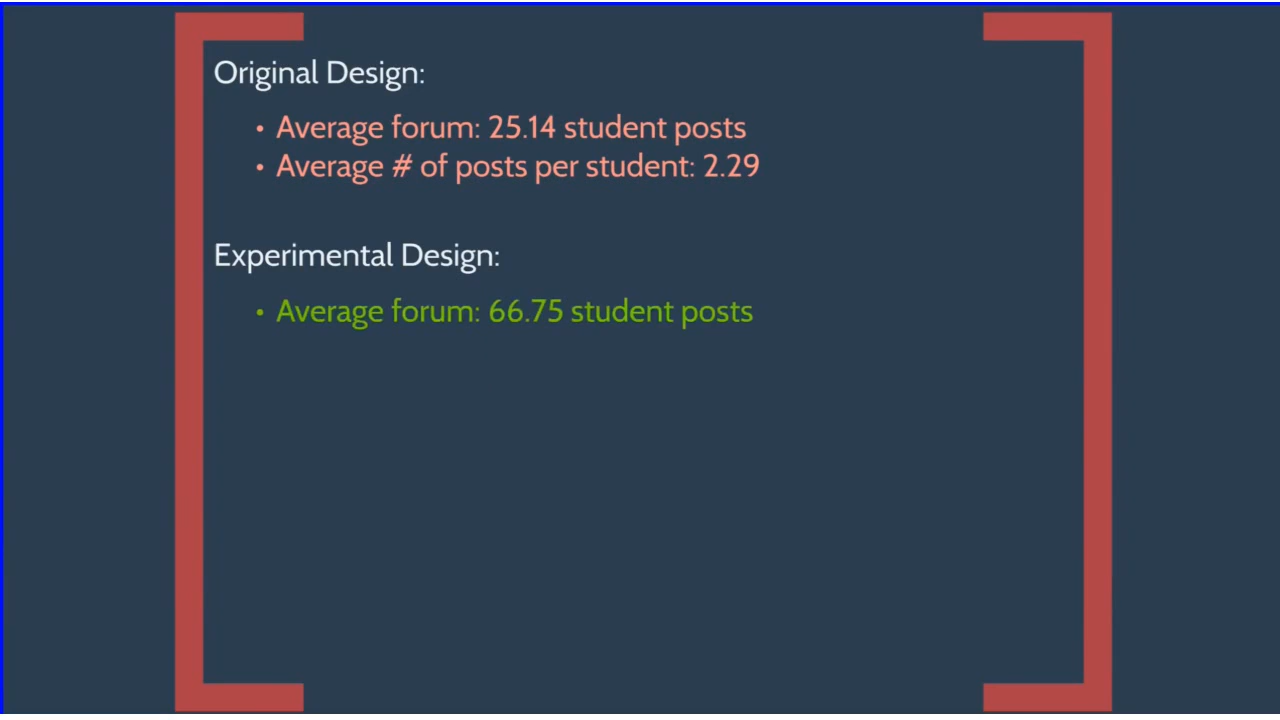 Original Design:
• Average forum: 25.14 student posts
• Average # of posts per student: 2.29
Experimental Design:
• Average forum: 66.75 student posts